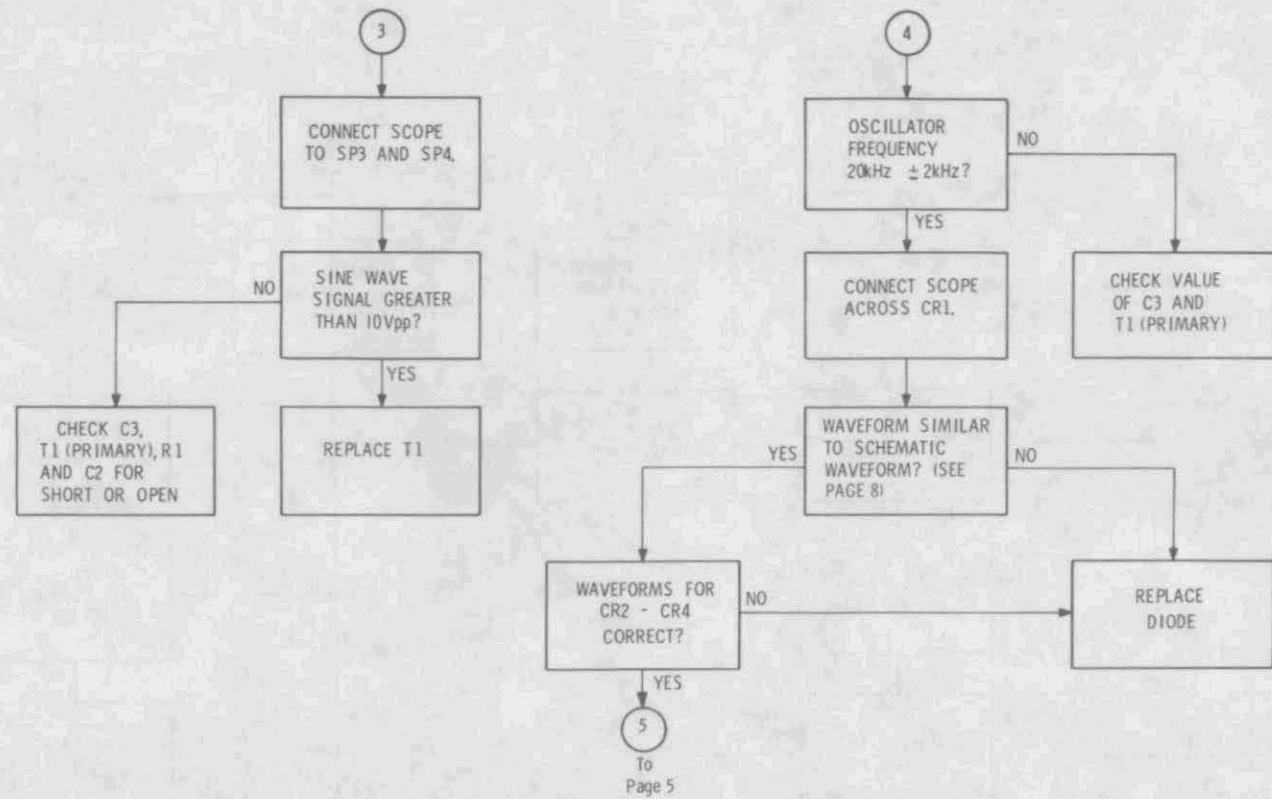 3
CONNECT SCOPE
TO SP3 AND SP4.
SINE WAVE
SIGNAL GREATER
THAN 10Vpp?
NO
YES
CHECK C3,
T1 (PRIMARY), R1
AND C2 FOR
SHORT OR OPEN
REPLACE T1
4
OSCILLATOR
FREQUENCY
20kHz ± 2kHz?
NO
YES
CONNECT SCOPE
ACROSS CR1.
CHECK VALUE
OF C3 AND
T1 (PRIMARY)
WAVEFORM SIMILAR
TO SCHEMATIC
WAVEFORM? (SEE
PAGE 8)
YES
NO
WAVEFORMS FOR
CR2 - CR4
CORRECT?
NO
REPLACE
DIODE
YES
5
To
Page 5